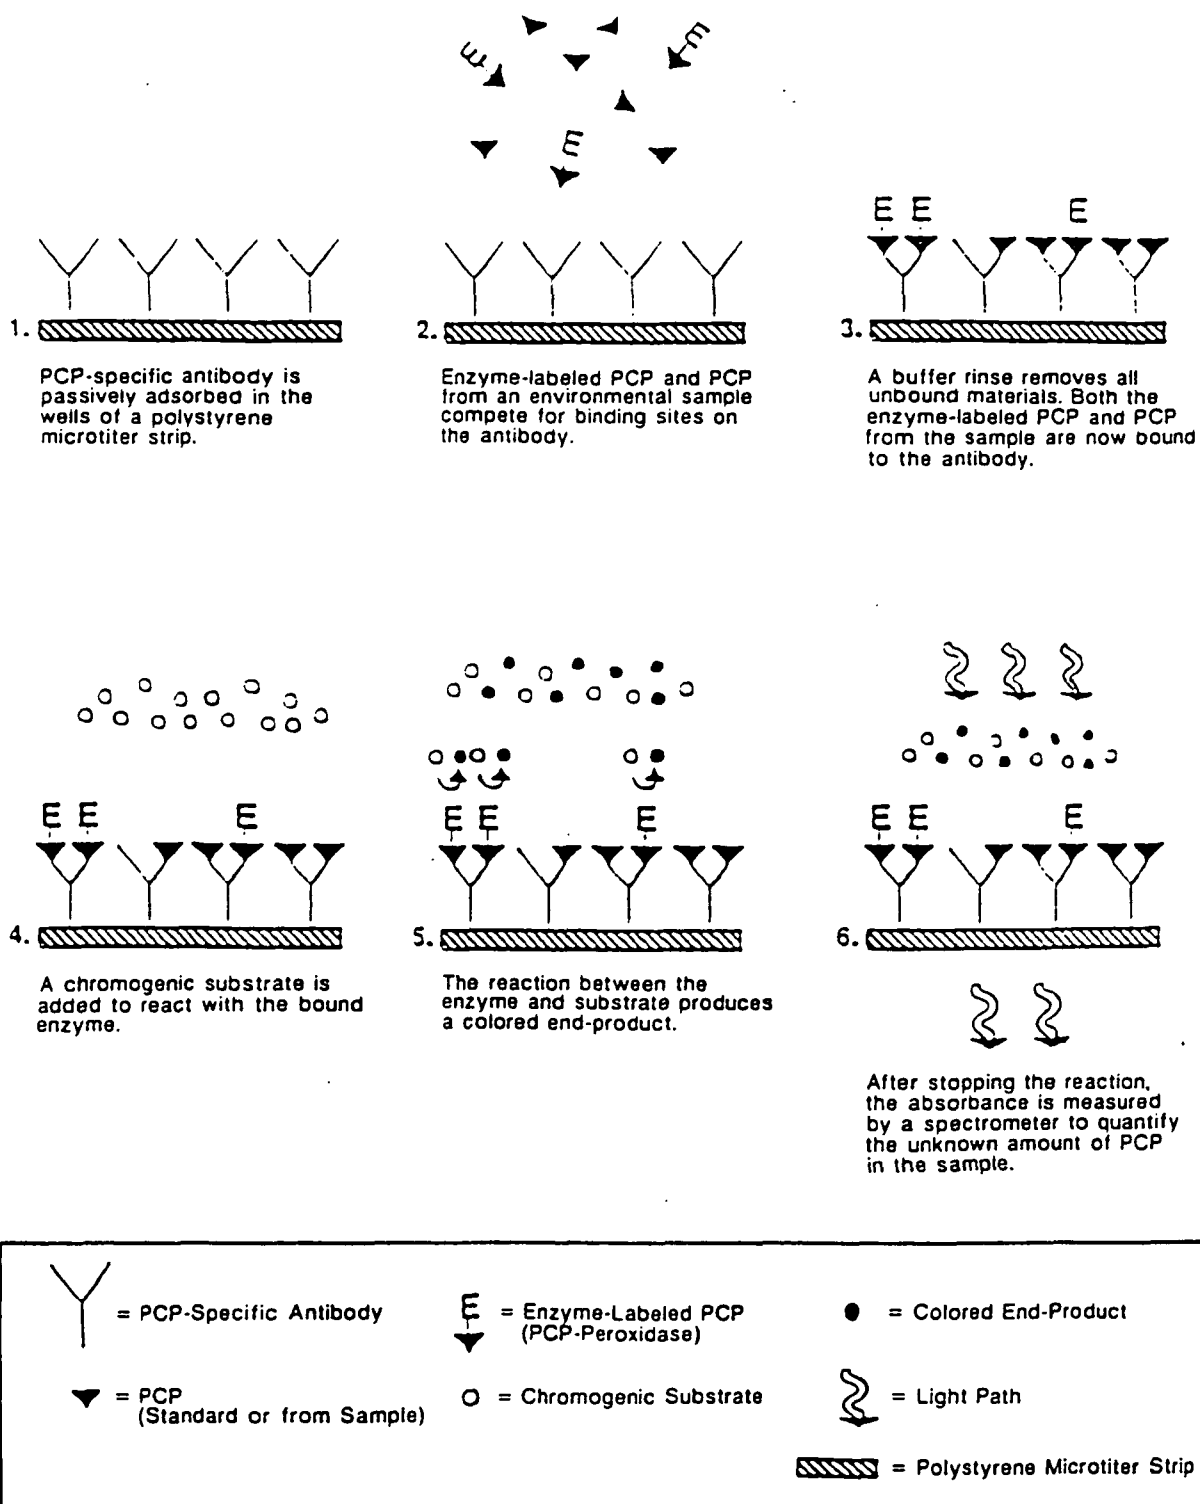 E
E
E
E E
E
1.
PCP-specific antibody is
passively adsorbed in the
wells of a polystyrene
microtiter strip.
2.
Enzyme-labeled PCP and PCP
from an environmental sample
compete for binding sites on
the antibody.
3.
A buffer rinse removes all
unbound materials. Both the
enzyme-labeled PCP and PCP
from the sample are now bound
to the antibody.
E E
E
E E
E
E E
E
4.
A chromogenic substrate is
added to react with the bound
enzyme.
5.
The reaction between the
enzyme and substrate produces
a colored end-product.
6.
After stopping the reaction,
the absorbance is measured
by a spectrometer to quantify
the unknown amount of PCP
in the sample.
= PCP-Specific Antibody
E
= Enzyme-Labeled PCP
(PCP-Peroxidase)
= Colored End-Product
= PCP
(Standard or from Sample)
= Chromogenic Substrate
= Light Path
= Polystyrene Microtiter Strip